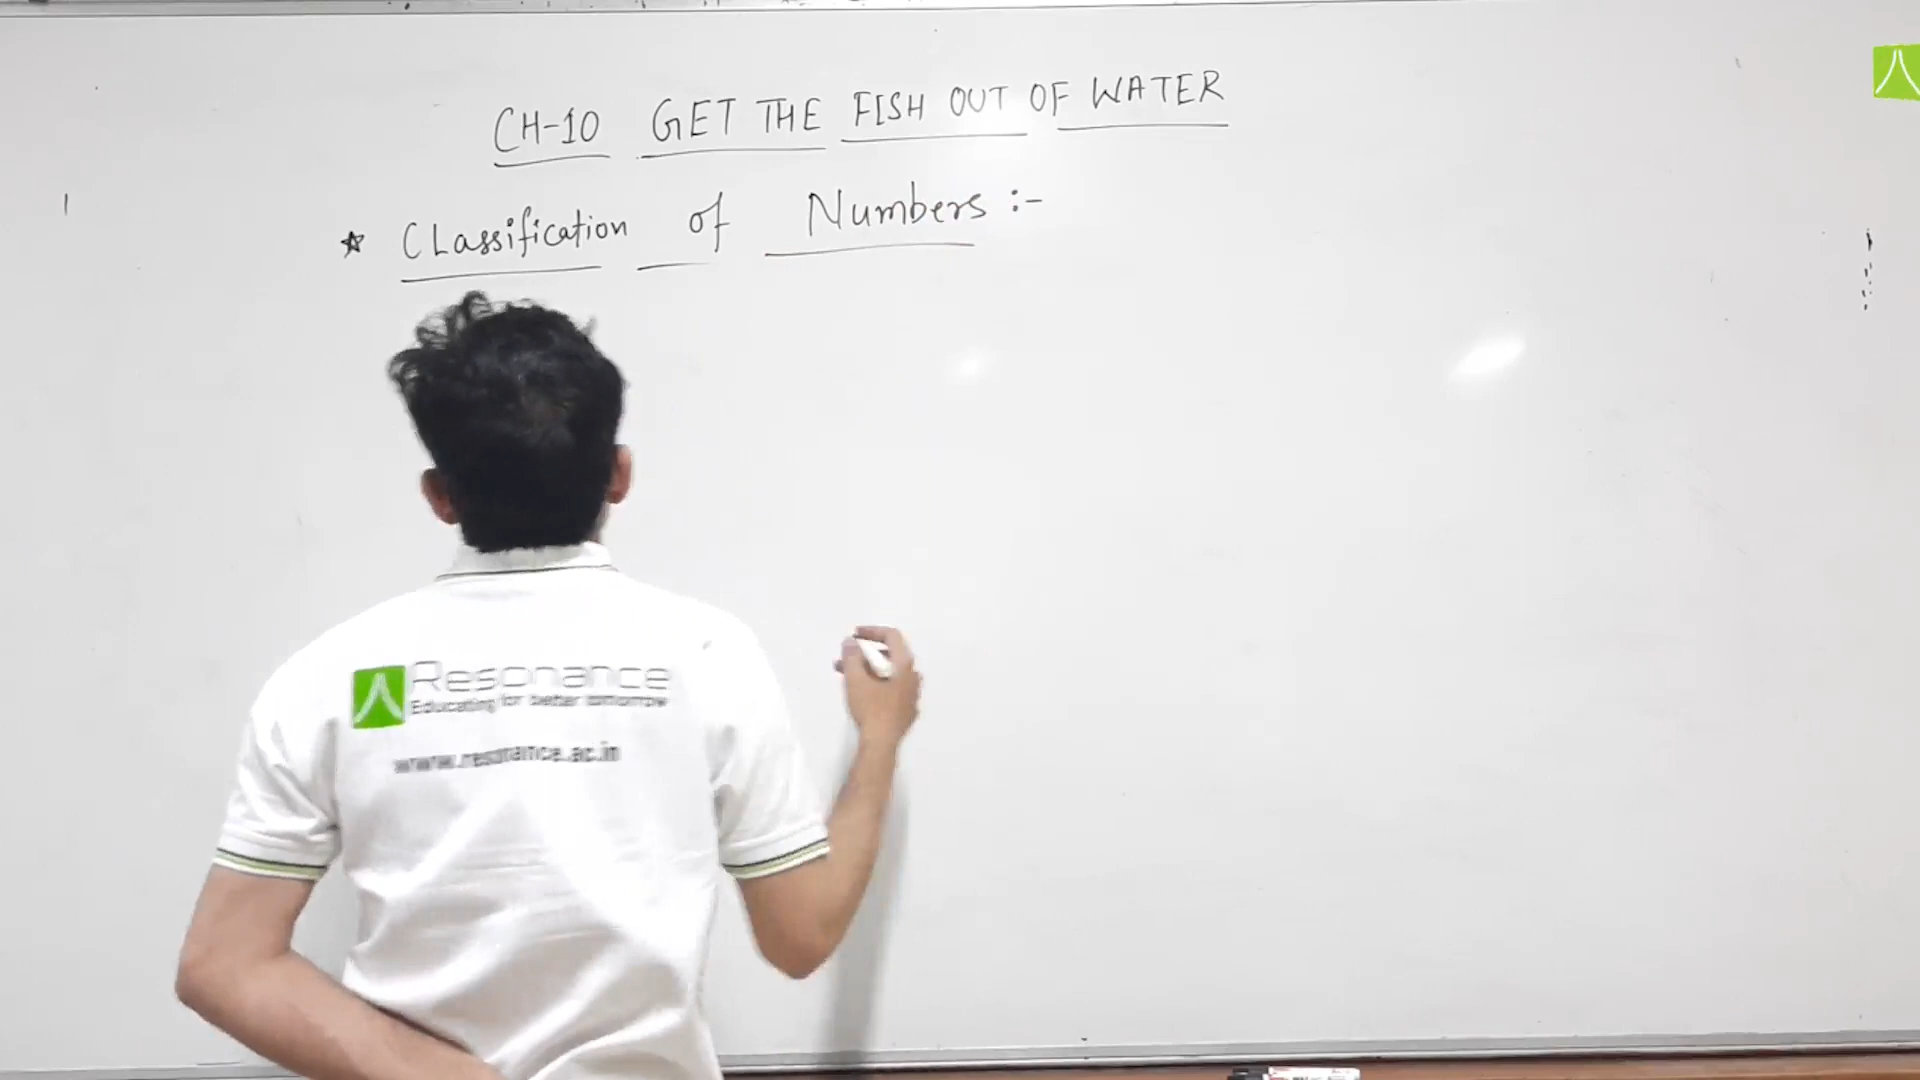 CH-10 GET THE FISH OUT OF WATER
* CLassification of Numbers :-
Resonance
Educating for better tomorrow
www.resonance.ac.in